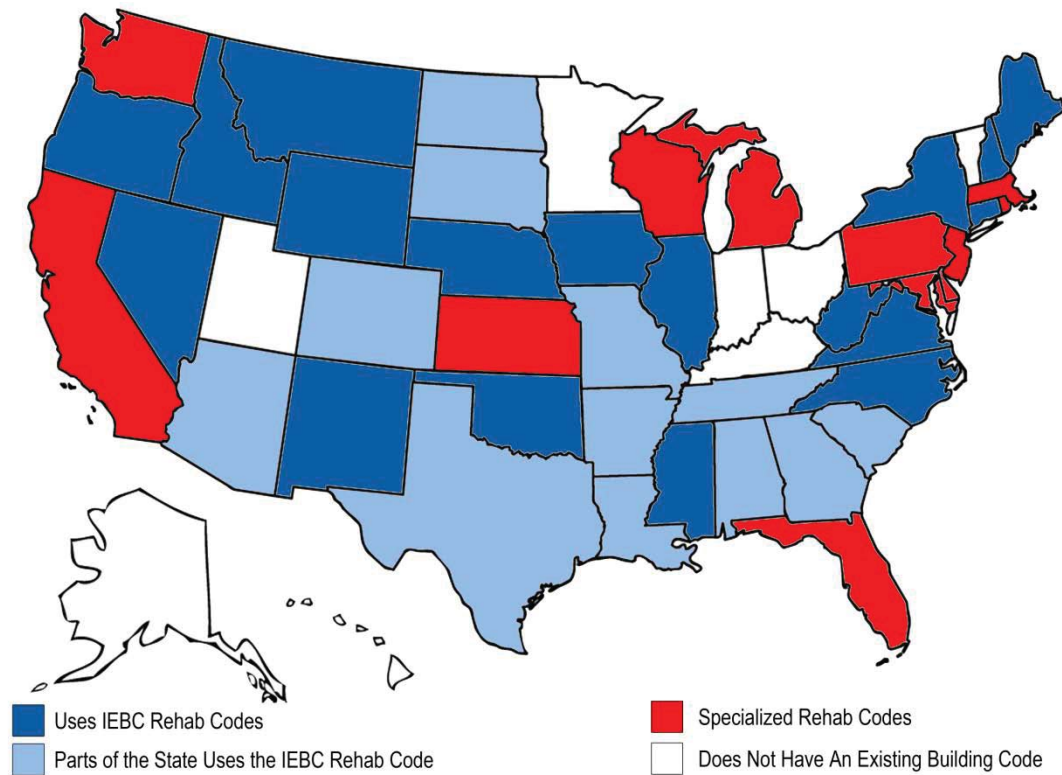 Uses IEBC Rehab Codes
Parts of the State Uses the IEBC Rehab Code
Specialized Rehab Codes
Does Not Have An Existing Building Code